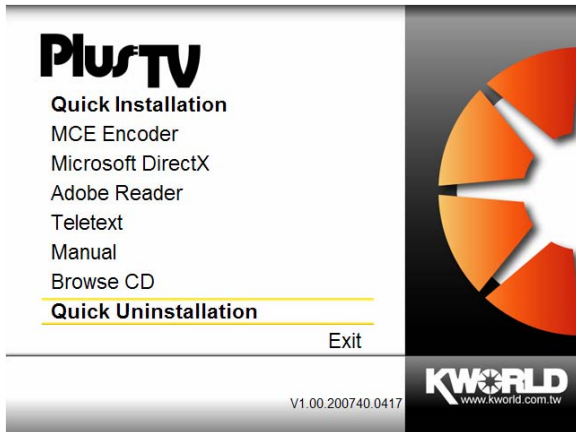 PlusTV
Quick Installation
MCE Encoder
Microsoft DirectX
Adobe Reader
Teletext
Manual
Browse CD
Quick Uninstallation
Exit
V1.00.200740.0417
KWORLD
www.kworld.com.tw